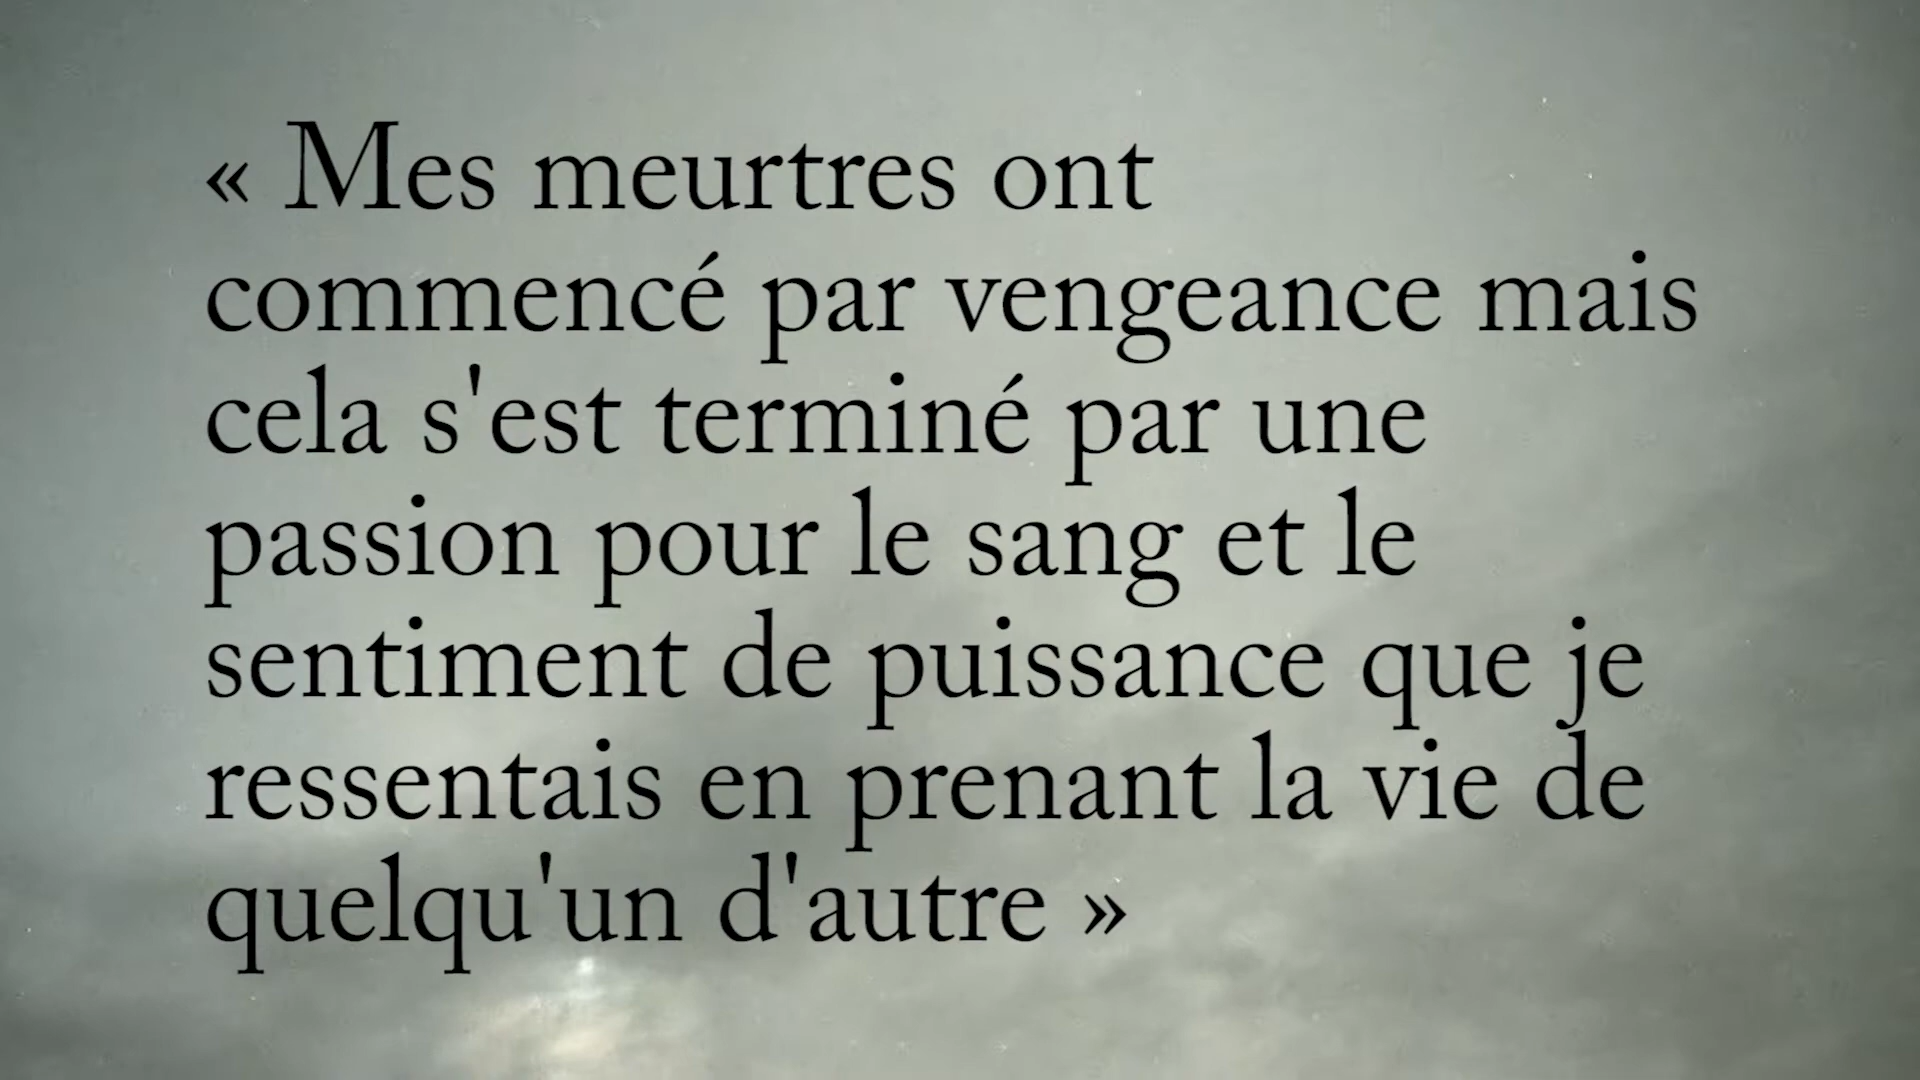 « Mes meurtres ont
commencé par vengeance mais
cela s'est terminé par une
passion pour le sang et le
sentiment de puissance que je
ressentais en prenant la vie de
quelqu'un d'autre »